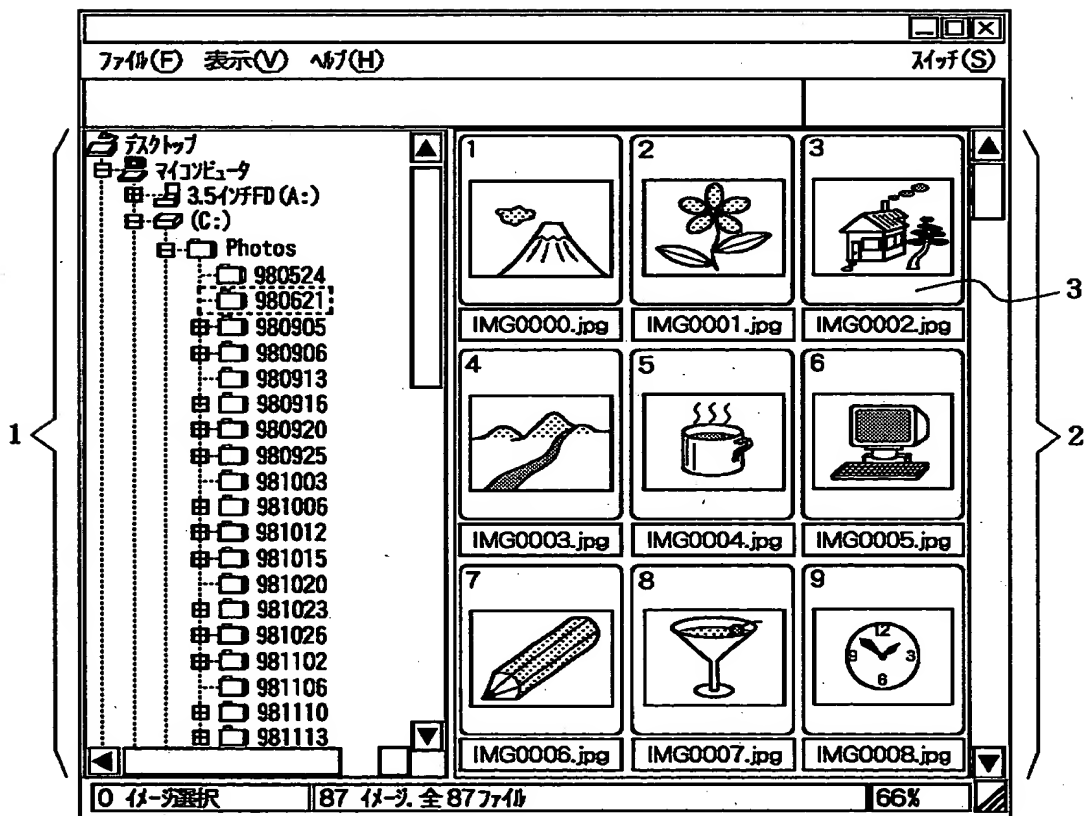 ファイル(F) 表示(V) ヘルプ(H) スイッチ(S)
デスクトップ
マイコンピュータ
3.5インチFD (A:)
(C:)
Photos
980524
980621
980905
980906
980913
980916
980920
980925
981003
981006
981012
981015
981020
981023
981026
981102
981106
981110
981113
1
2
3
IMG0000.jpg
IMG0001.jpg
IMG0002.jpg
4
5
6
IMG0003.jpg
IMG0004.jpg
IMG0005.jpg
7
8
9
12
9
3
6
IMG0006.jpg
IMG0007.jpg
IMG0008.jpg
0 イメージ選択
87 イメージ. 全 87ファイル
66%
1
2
3